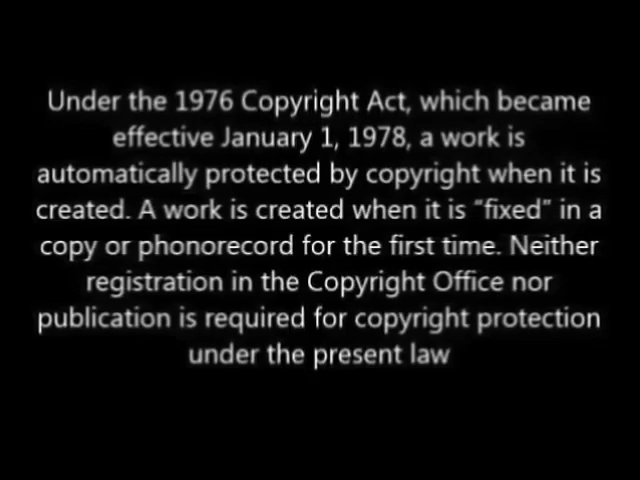 Under the 1976 Copyright Act, which became
effective January 1, 1978, a work is
automatically protected by copyright when it is
created. A work is created when it is “fixed” in a
copy or phonorecord for the first time. Neither
registration in the Copyright Office nor
publication is required for copyright protection
under the present law